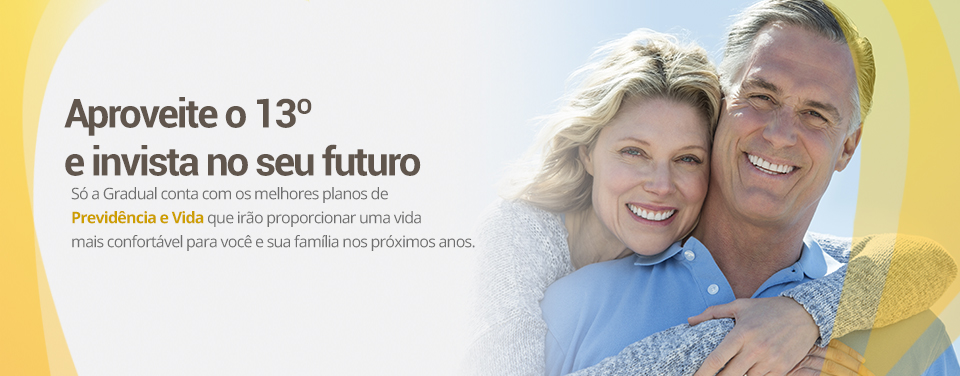 Aproveite o 13º
e invista no seu futuro
Só a Gradual conta com os melhores planos de
Previdência e Vida que irão proporcionar uma vida
mais confortável para você e sua família nos próximos anos.